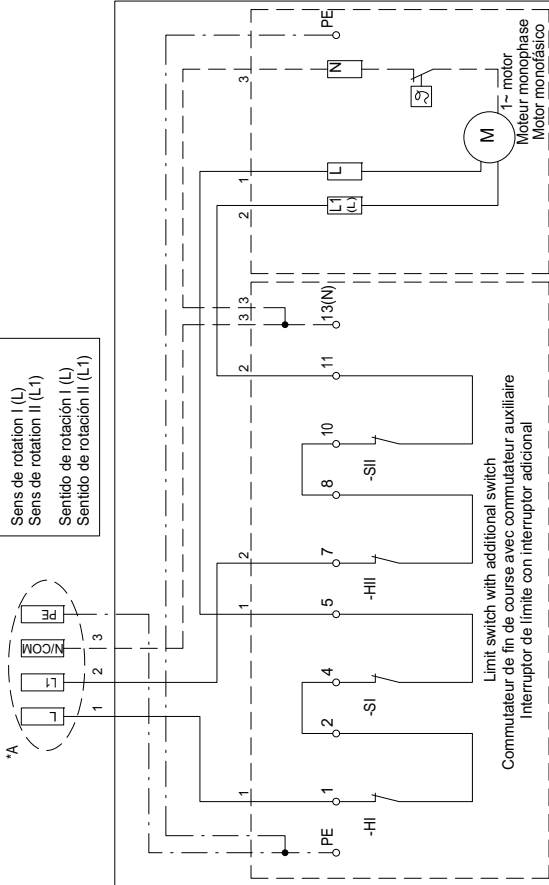 Sens de rotation I (L)
Sens de rotation II (L1)
Sentido de rotación I (L)
Sentido de rotación II (L1)
*A
L
L1
N/COM
PE
1
2
3
1
1
2
2
3
3
1
2
3
PE
1
2
4
5
7
8
10
11
13(N)
-HI
-SI
-HII
-SII
Limit switch with additional switch
Commutateur de fin de course avec commutateur auxiliaire
Interruptor de límite con interruptor adicional
L1
(L)
L
N
PE
ϑ
M
1~ motor
Moteur monophase
Motor monofásico